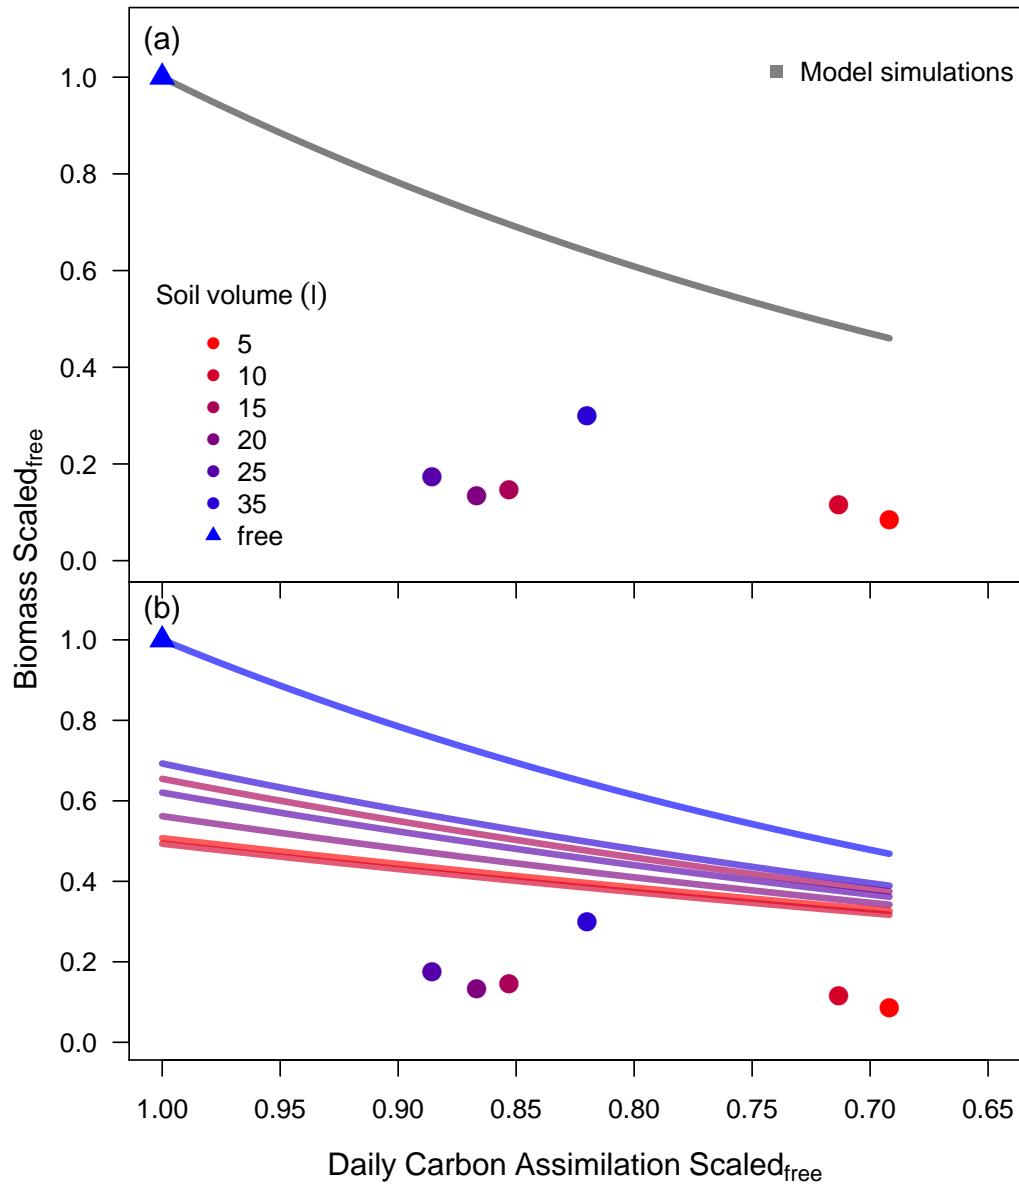 (a)
Model simulations
1.0
0.8
0.6
0.4
0.2
0.0
Soil volume (l)
5
10
15
20
25
35
free
Biomass Scaledfree
(b)
1.0
0.8
0.6
0.4
0.2
0.0
1.00 0.95 0.90 0.85 0.80 0.75 0.70 0.65
Daily Carbon Assimilation Scaledfree